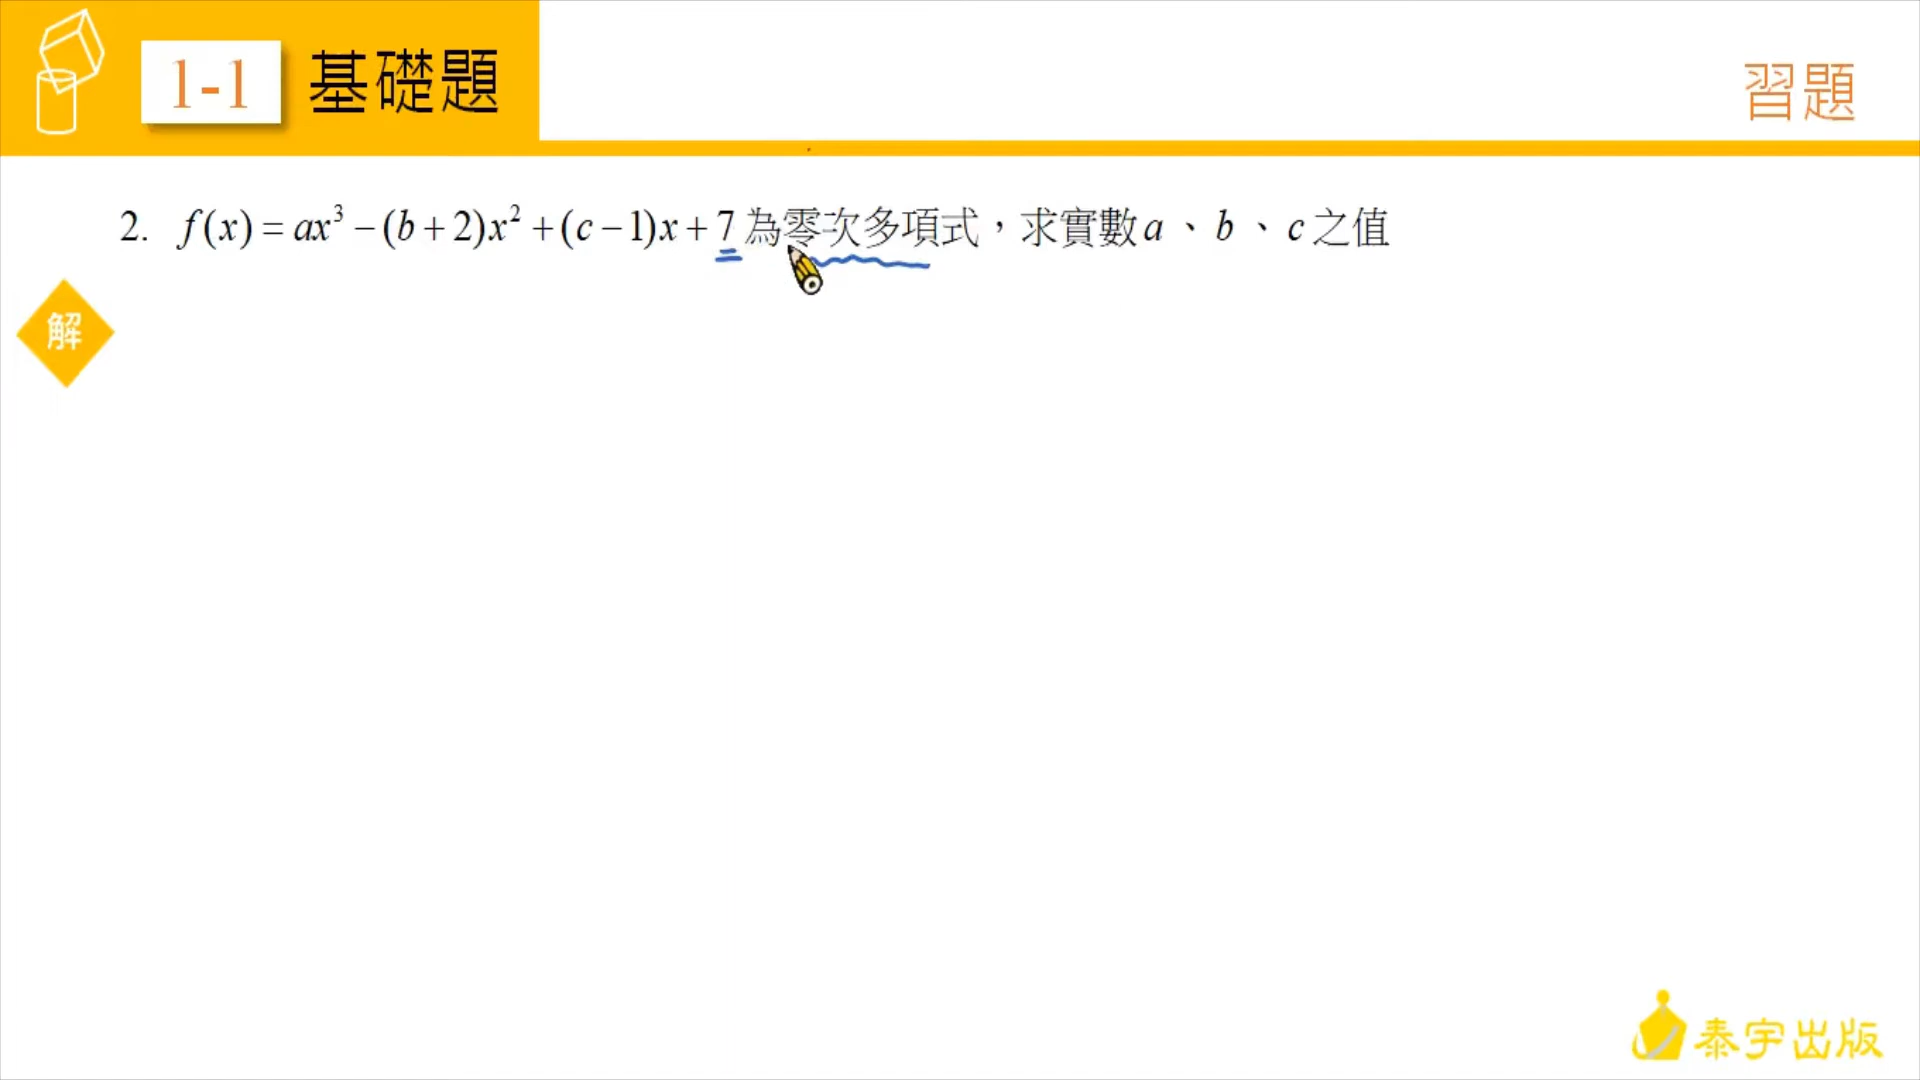 1-1 基礎題
習題
2. f(x) = ax³ − (b + 2)x² + (c − 1)x + 7 為零次多項式，求實數 a 、 b 、 c 之值
解
泰宇出版